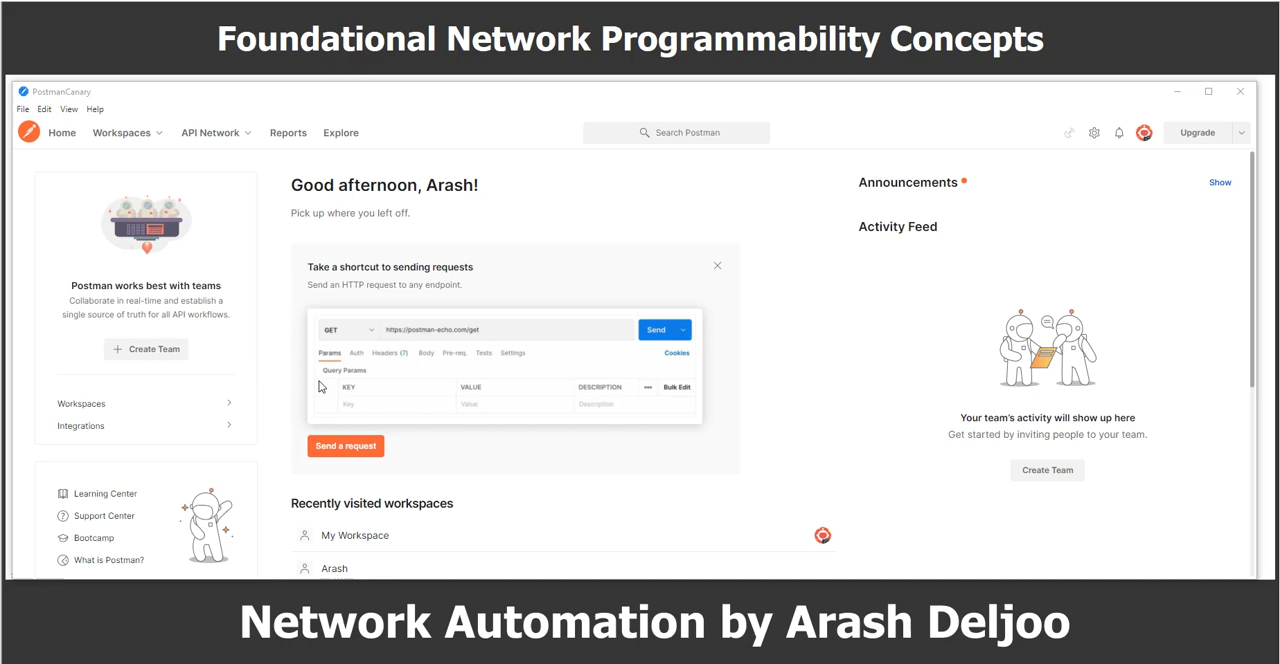 Foundational Network Programmability Concepts
PostmanCanary
File Edit View Help
Home Workspaces API Network Reports Explore
Search Postman
Upgrade
Postman works best with teams
Collaborate in real-time and establish a
single source of truth for all API workflows.
Create Team
Workspaces
Integrations
Learning Center
Support Center
Bootcamp
What is Postman?
Good afternoon, Arash!
Pick up where you left off.
Take a shortcut to sending requests
Send an HTTP request to any endpoint.
GET https://postman-echo.com/get Send
Params Auth Headers (7) Body Pre-req. Tests Settings Cookies
Query Params
KEY VALUE DESCRIPTION ••• Bulk Edit
Key Value Description
Send a request
Recently visited workspaces
My Workspace
Arash
Announcements
Show
Activity Feed
Your team's activity will show up here
Get started by inviting people to your team.
Create Team
Network Automation by Arash Deljoo